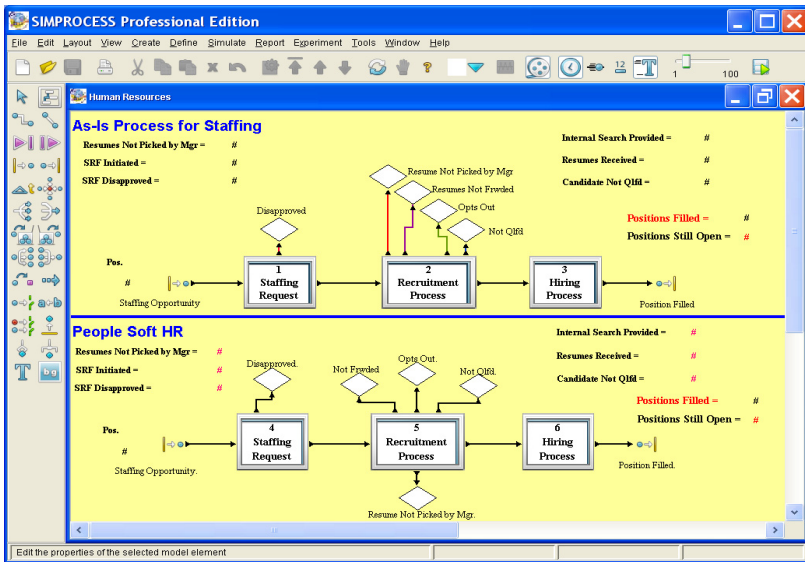 SIMPROCESS Professional Edition
File Edit Layout View Create Define Simulate Report Experiment Tools Window Help
12
1 100
Human Resources
As-Is Process for Staffing
Resumes Not Picked by Mgr = #
SRF Initiated = #
SRF Disapproved = #
Internal Search Provided = #
Resumes Received = #
Candidate Not Qlfd = #
Positions Filled = #
Positions Still Open = #
Resume Not Picked by Mgr
Resumes Not Frwded
Opts Out
Not Qlfd
Disapproved
Pos.
#
Staffing Opportunity
1
Staffing
Request
2
Recruitment
Process
3
Hiring
Process
Position Filled
People Soft HR
Resumes Not Picked by Mgr = #
SRF Initiated = #
SRF Disapproved = #
Internal Search Provided = #
Resumes Received = #
Candidate Not Qlfd = #
Positions Filled = #
Positions Still Open = #
Disapproved.
Not Frwded
Opts Out.
Not Qlfd.
Pos.
#
Staffing Opportunity.
4
Staffing
Request
5
Recruitment
Process
6
Hiring
Process
Position Filled.
Resume Not Picked by Mgr.
T
bg
Edit the properties of the selected model element